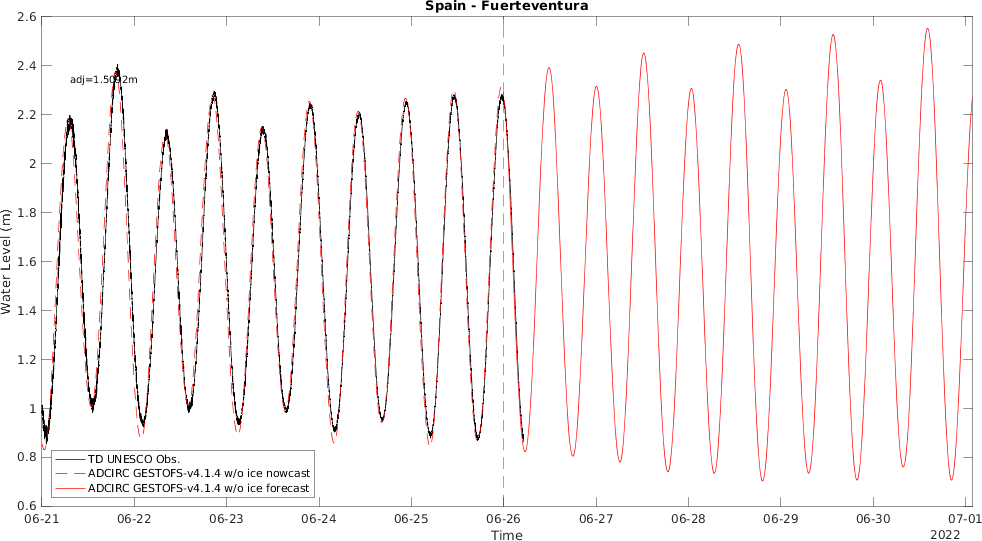 Spain - Fuerteventura
2.6
2.4
2.2
2
1.8
1.6
1.4
1.2
1
0.8
0.6
Water Level (m)
adj=1.5092m
TD UNESCO Obs.
ADCIRC GESTOFS-v4.1.4 w/o ice nowcast
ADCIRC GESTOFS-v4.1.4 w/o ice forecast
06-21 06-22 06-23 06-24 06-25 06-26 06-27 06-28 06-29 06-30 07-01
Time
2022